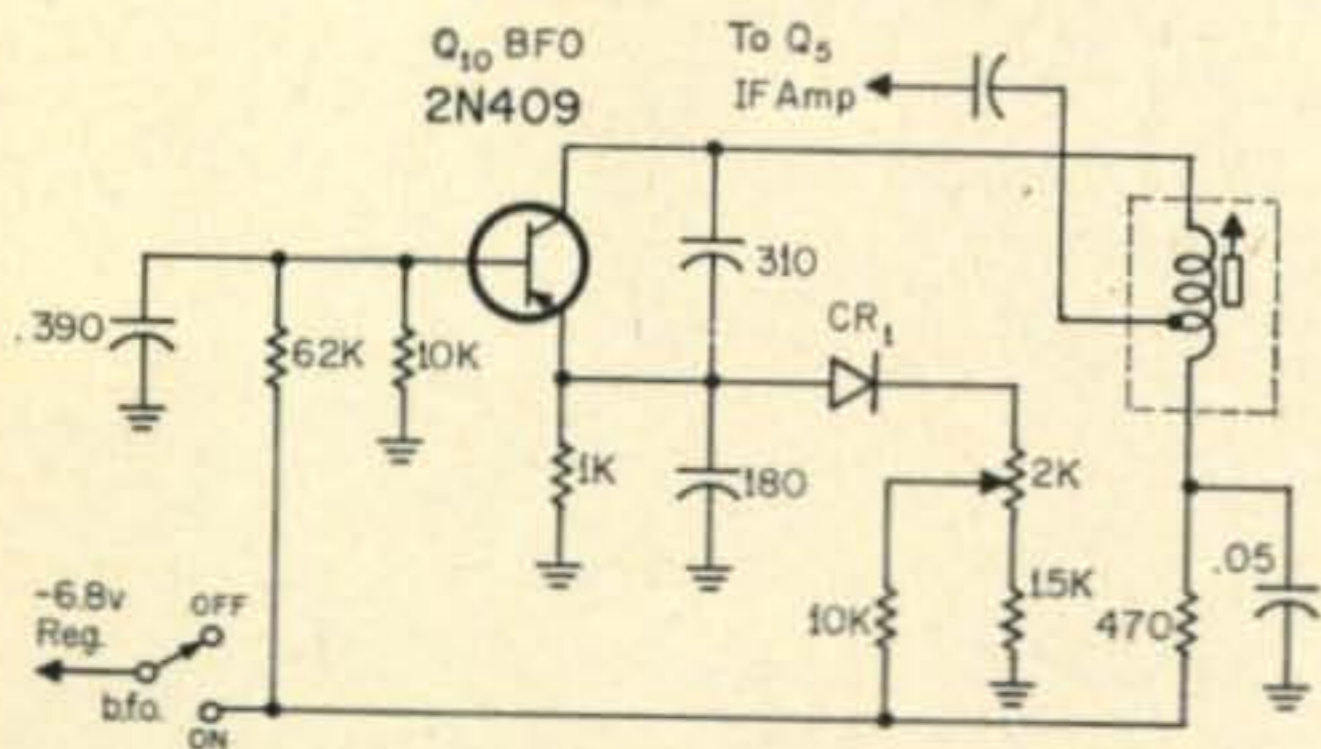 Q10 BFO
2N409
To Q5
IF Amp
.390
62K
10K
310
CR1
1K
180
2K
10K
15K
470
.05
-6.8v
Reg.
OFF
b.f.o.
ON